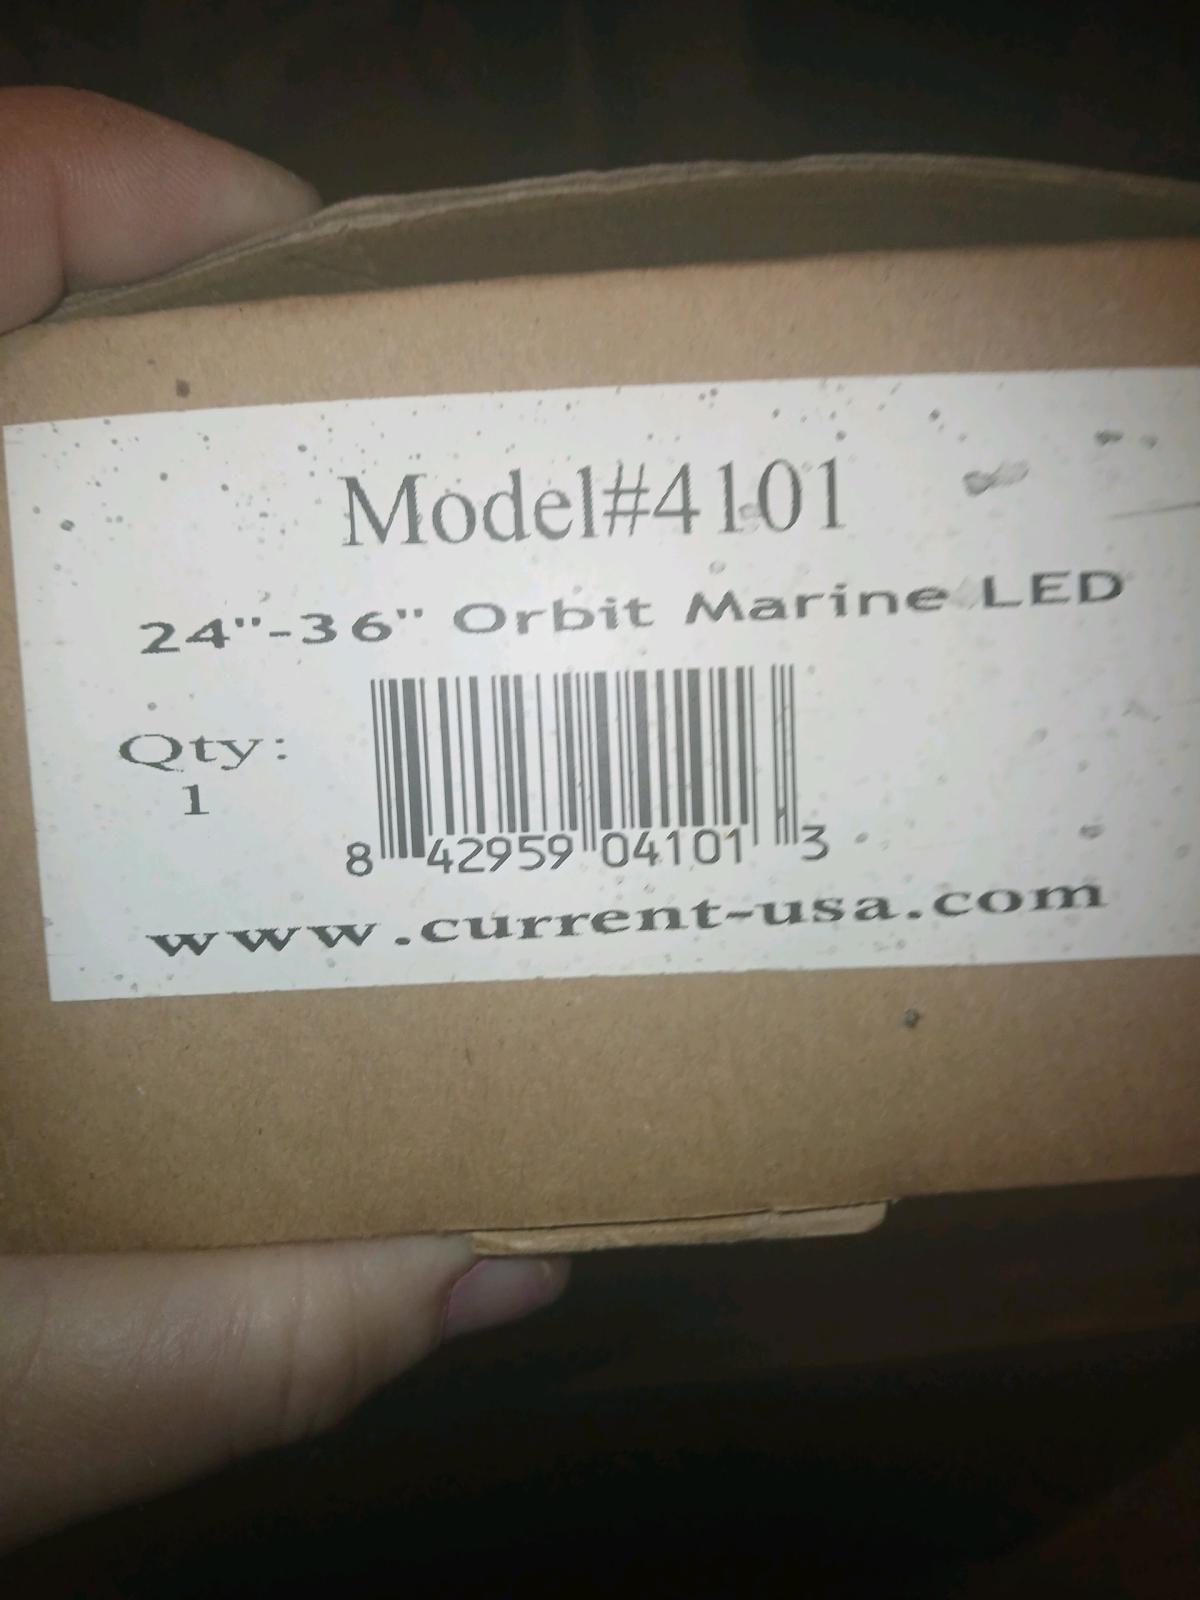 Model#4101
24"-36" Orbit Marine LED
Qty:
1
8 42959 04101 3
www.current-usa.com